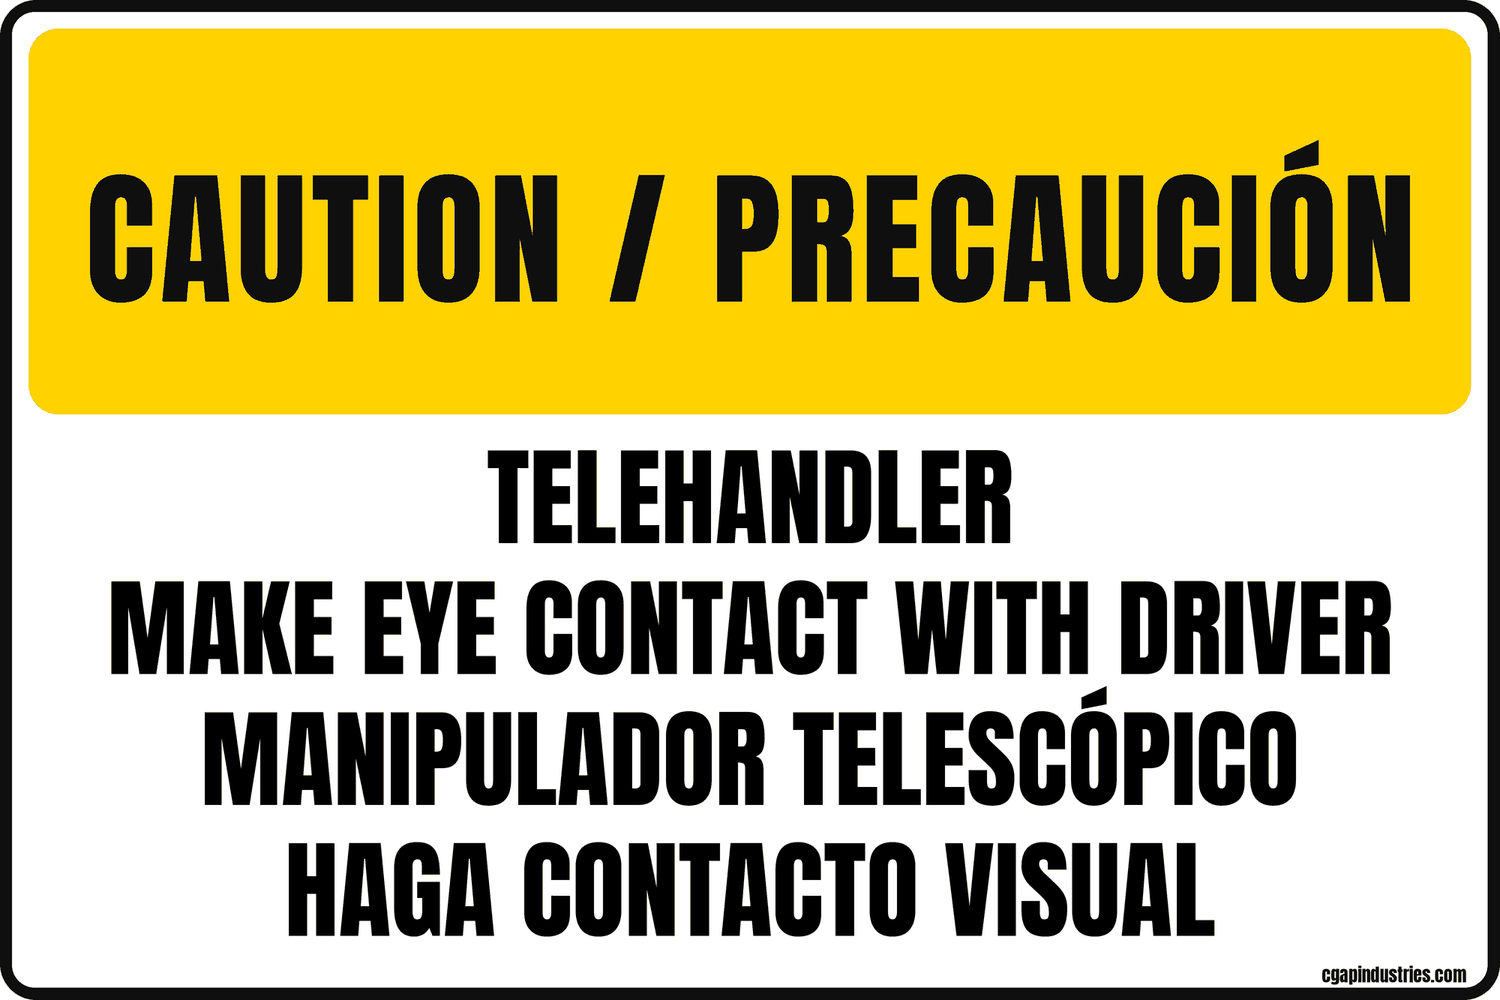 CAUTION / PRECAUCIÓN
TELEHANDLER
MAKE EYE CONTACT WITH DRIVER
MANIPULADOR TELESCÓPICO
HAGA CONTACTO VISUAL
cgapindustries.com